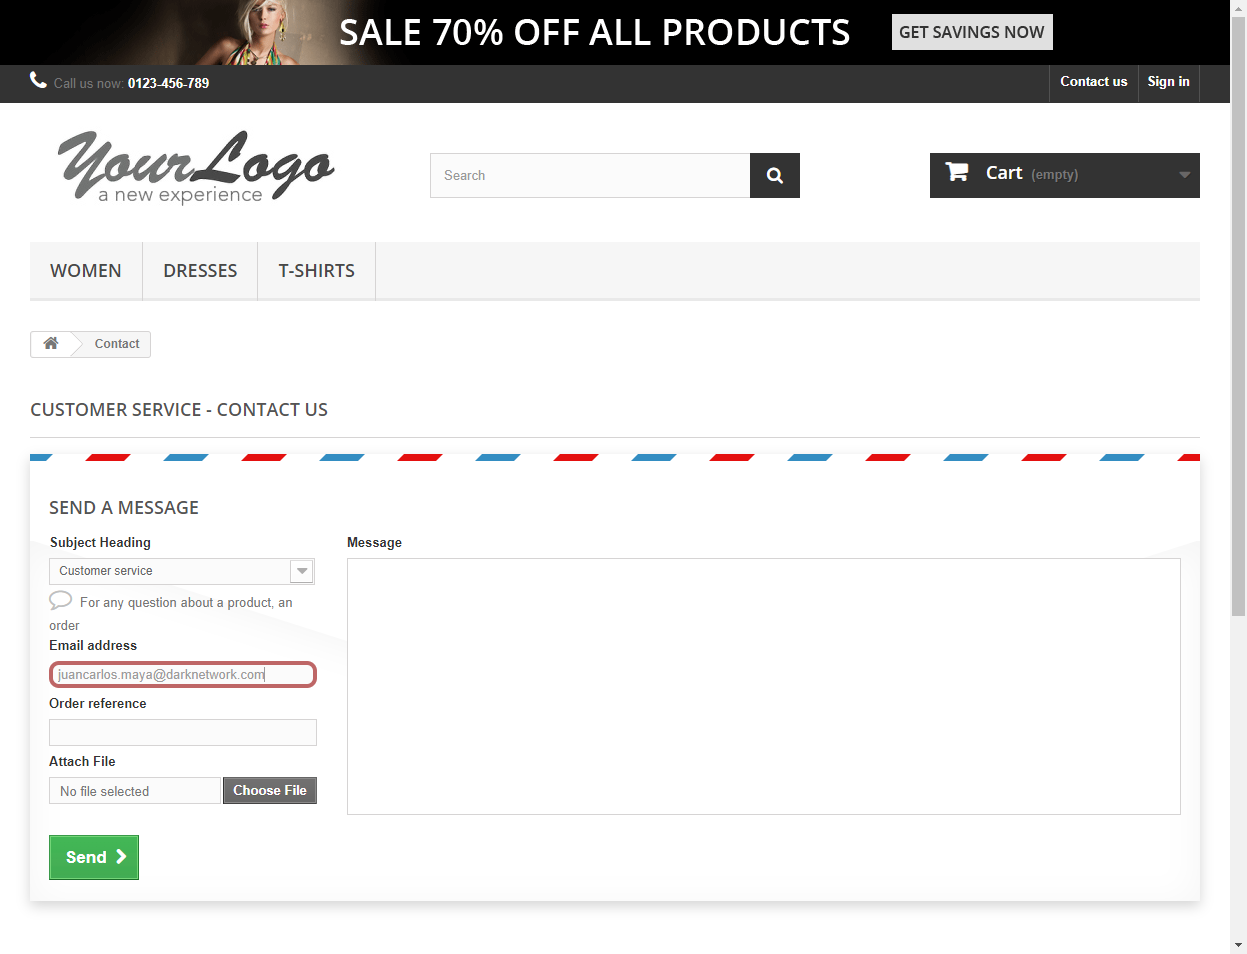 SALE 70% OFF ALL PRODUCTS
GET SAVINGS NOW
Call us now: 0123-456-789
Contact us
Sign in
YourLogo
a new experience
Search
Cart (empty)
WOMEN
DRESSES
T-SHIRTS
Contact
CUSTOMER SERVICE - CONTACT US
SEND A MESSAGE
Subject Heading
Customer service
For any question about a product, an
order
Email address
juancarlos.maya@darknetwork.com
Order reference
Attach File
No file selected
Choose File
Send
Message